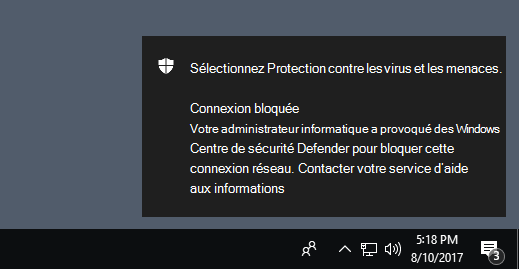 Sélectionnez Protection contre les virus et les menaces.
Connexion bloquée
Votre administrateur informatique a provoqué des Windows
Centre de sécurité Defender pour bloquer cette
connexion réseau. Contacter votre service d'aide
aux informations
5:18 PM
8/10/2017
3